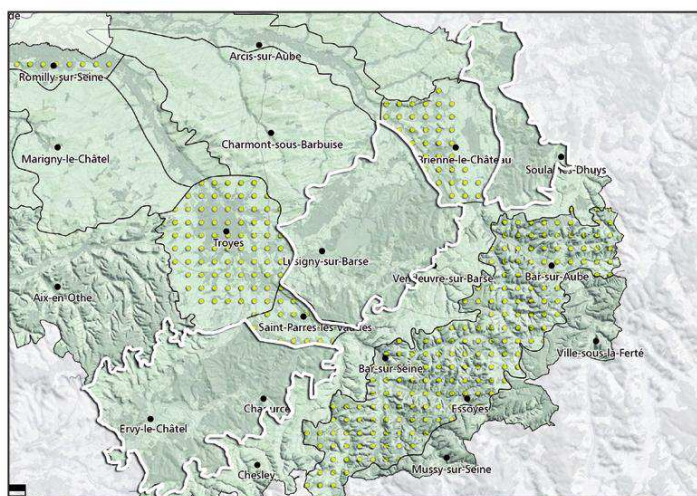 de
Arcis-sur-Aube
Romilly-sur-Seine
Charmont-sous-Barbuise
Brienne-le-Château
Marigny-le-Châtel
Troyes
Lusigny-sur-Barse
Vendeuvre-sur-Barse
Bar-sur-Aube
Aix-en-Othe
Saint-Parres-lès-Vaudes
Ville-sous-la-Ferté
Bar-sur-Seine
Chaource
Essoyes
Ervy-le-Châtel
Chesley
Mussy-sur-Seine